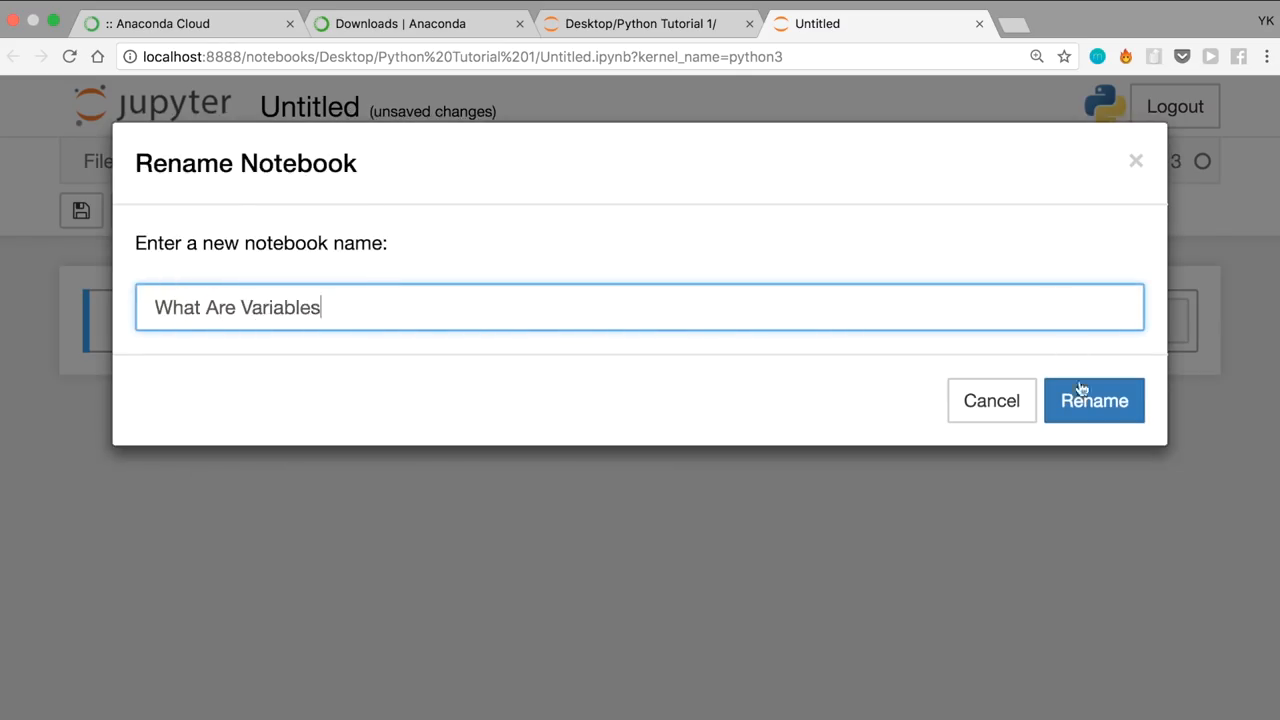 :: Anaconda Cloud
Downloads | Anaconda
Desktop/Python Tutorial 1/
Untitled
YK
localhost:8888/notebooks/Desktop/Python%20Tutorial%201/Untitled.ipynb?kernel_name=python3
jupyter Untitled (unsaved changes)
Logout
Rename Notebook
File
3
Enter a new notebook name:
What Are Variables
Cancel
Rename